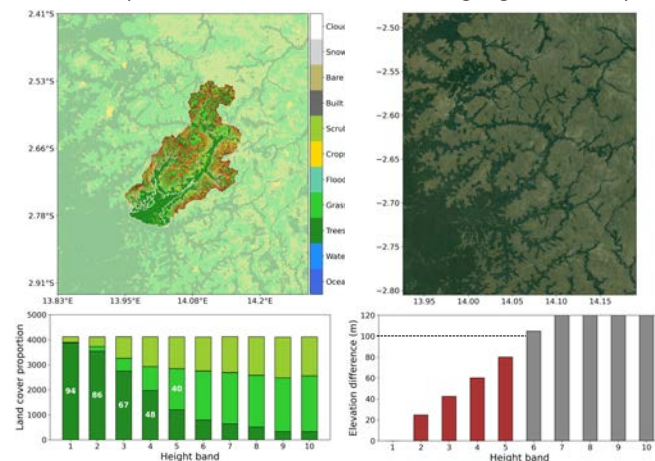 2.41°S
2.53°S
2.66°S
2.78°S
2.91°S
13.83°E 13.95°E 14.08°E 14.2°E
Clou
Snow
Bare
Built
Scru
Crop
Flood
Gras
Trees
Wate
Ocea
−2.50
−2.55
−2.60
−2.65
−2.70
−2.75
−2.80
13.95 14.00 14.05 14.10 14.15
Land cover proportion
5000
4000
3000
2000
1000
0
94 86 67 48 40
1 2 3 4 5 6 7 8 9 10
Height band
Elevation difference (m)
120
100
80
60
40
20
0
1 2 3 4 5 6 7 8 9 10
Height band